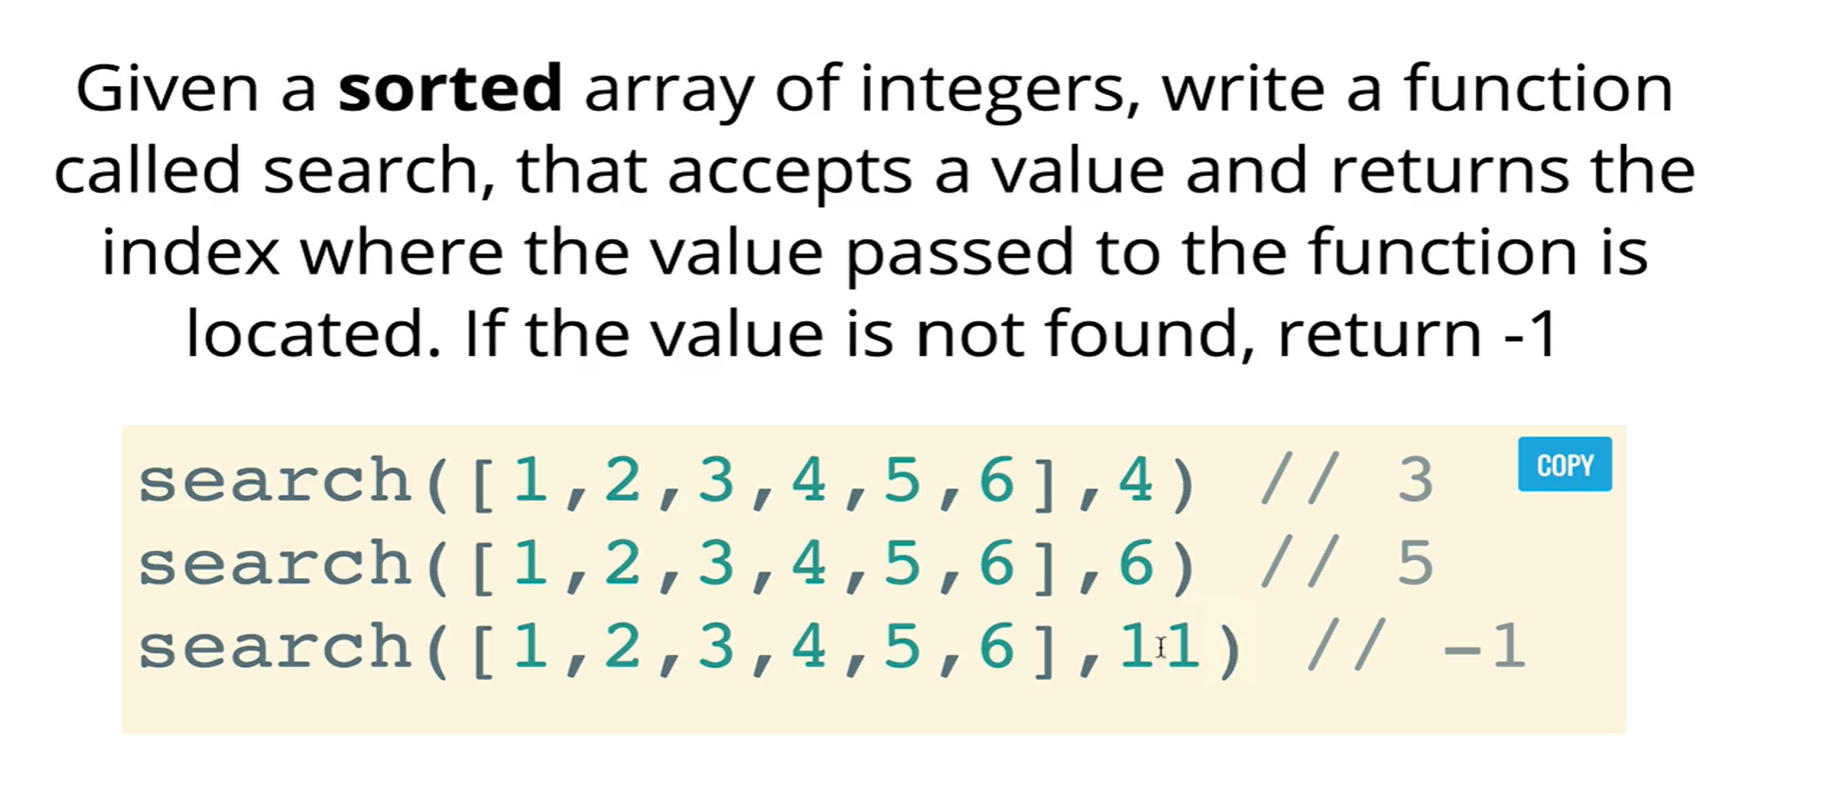 Given a sorted array of integers, write a function
called search, that accepts a value and returns the
index where the value passed to the function is
located. If the value is not found, return -1
search([1,2,3,4,5,6],4) // 3
COPY
search([1,2,3,4,5,6],6) // 5
search([1,2,3,4,5,6],11) // -1